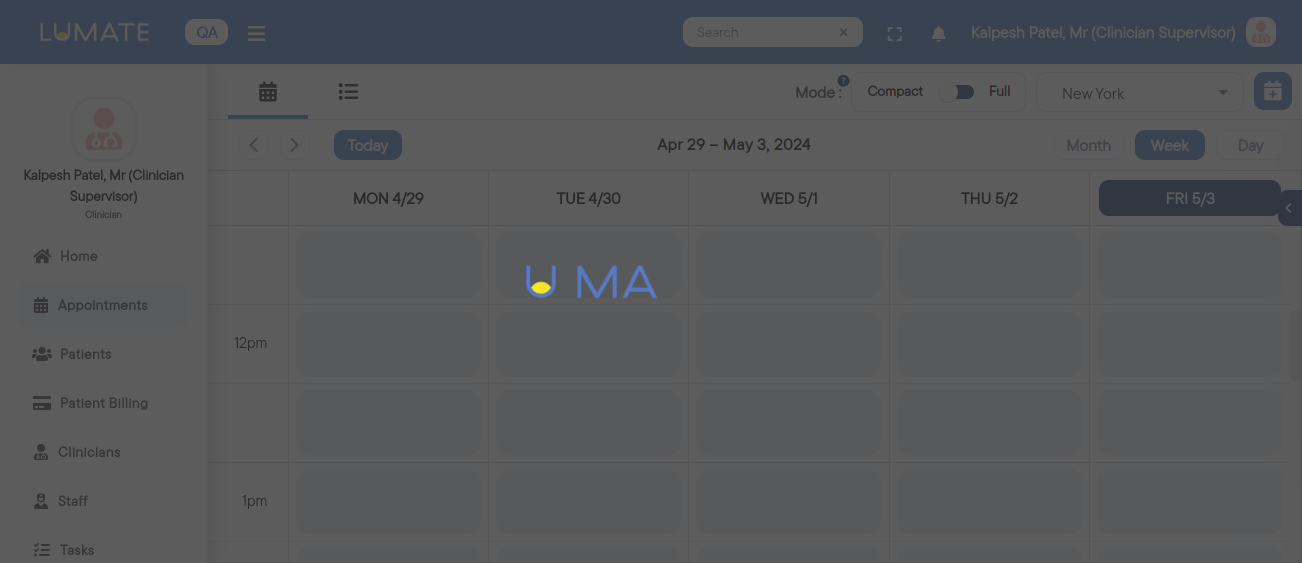 LUMATE
QA
Search
Kalpesh Patel, Mr (Clinician Supervisor)
Mode :
?
Compact
Full
New York
Today
Apr 29 – May 3, 2024
Month
Week
Day
Kalpesh Patel, Mr (Clinician
Supervisor)
Clinician
Home
Appointments
Patients
Patient Billing
Clinicians
Staff
Tasks
MON 4/29
TUE 4/30
WED 5/1
THU 5/2
FRI 5/3
12pm
1pm
U MA